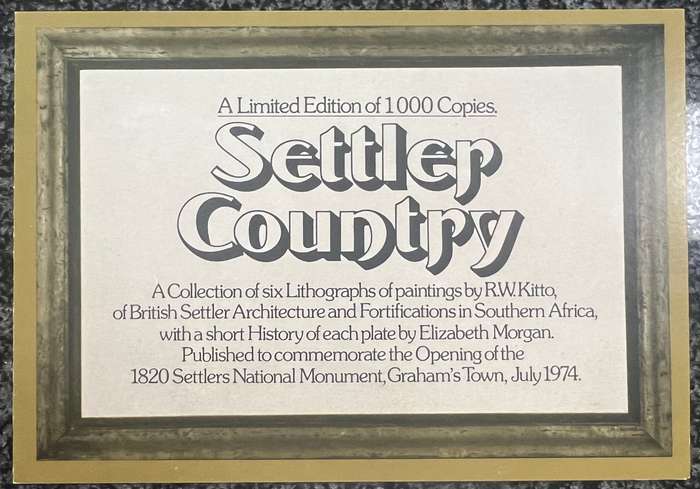 A Limited Edition of 1000 Copies.
Settler
Country
A Collection of six Lithographs of paintings by R.W. Kitto,
of British Settler Architecture and Fortifications in Southern Africa,
with a short History of each plate by Elizabeth Morgan.
Published to commemorate the Opening of the
1820 Settlers National Monument, Graham's Town, July 1974.